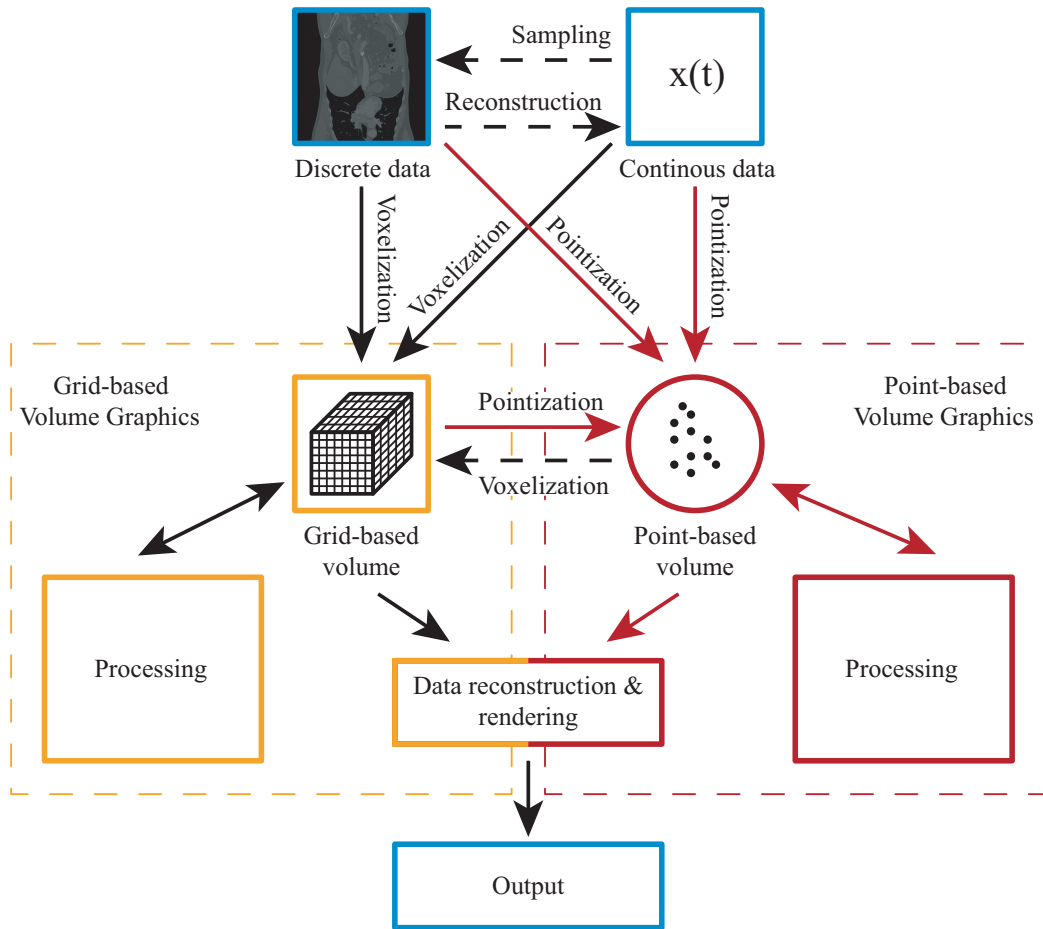 Sampling
x(t)
Reconstruction
Discrete data
Continous data
Voxelization
Voxelization
Pointization
Pointization
Grid-based
Volume Graphics
Point-based
Volume Graphics
Pointization
Voxelization
Grid-based
volume
Point-based
volume
Processing
Data reconstruction &
rendering
Processing
Output